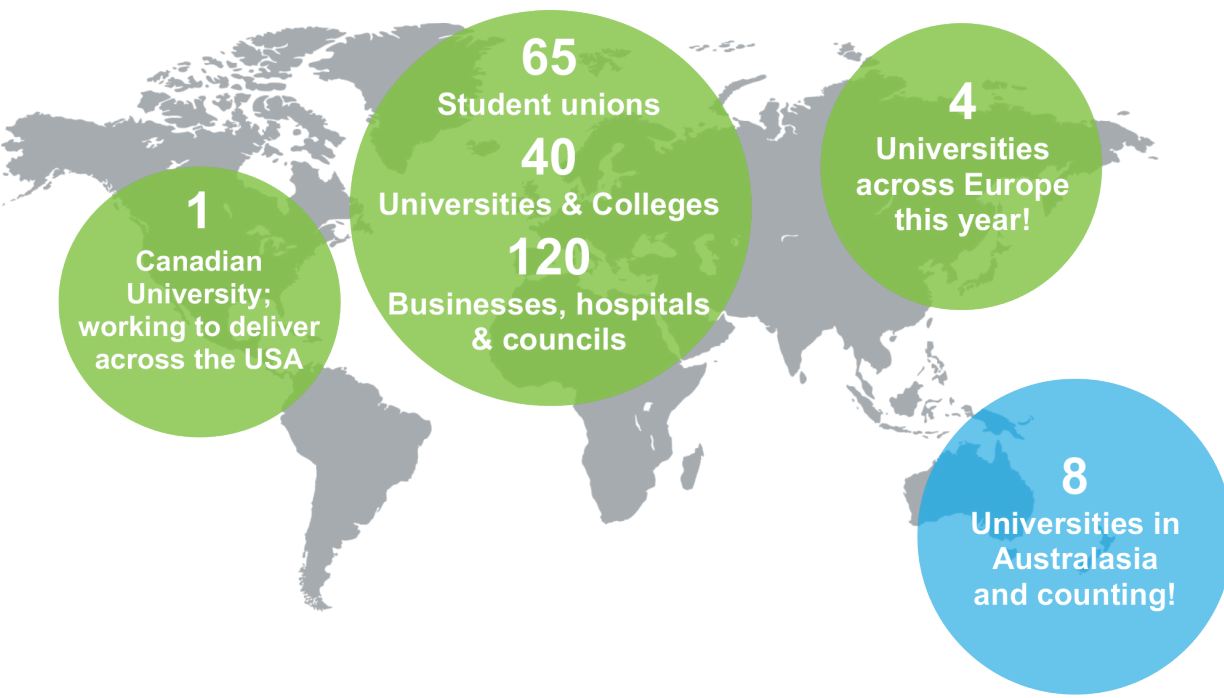 65
Student unions
40
Universities & Colleges
120
Businesses, hospitals
& councils
4
Universities
across Europe
this year!
1
Canadian
University;
working to deliver
across the USA
8
Universities in
Australasia
and counting!